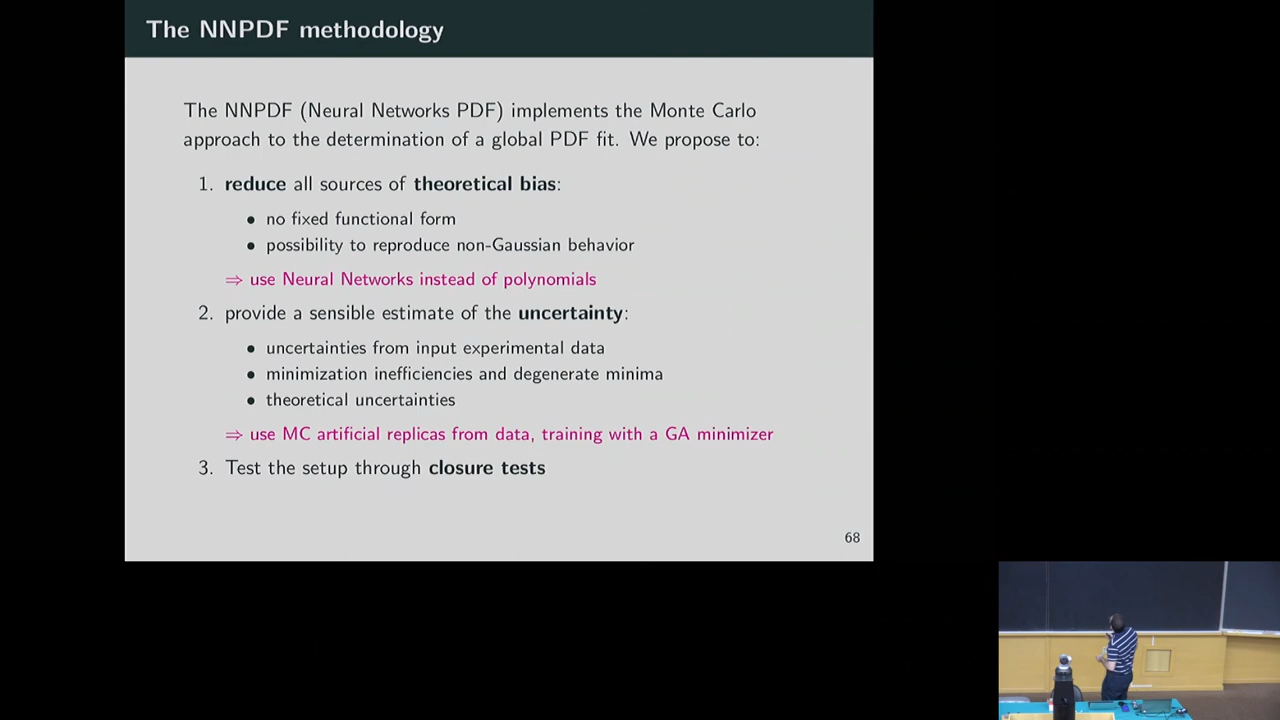 The NNPDF methodology
The NNPDF (Neural Networks PDF) implements the Monte Carlo
approach to the determination of a global PDF fit. We propose to:
1. reduce all sources of theoretical bias:
• no fixed functional form
• possibility to reproduce non-Gaussian behavior
⇒ use Neural Networks instead of polynomials
2. provide a sensible estimate of the uncertainty:
• uncertainties from input experimental data
• minimization inefficiencies and degenerate minima
• theoretical uncertainties
⇒ use MC artificial replicas from data, training with a GA minimizer
3. Test the setup through closure tests
68